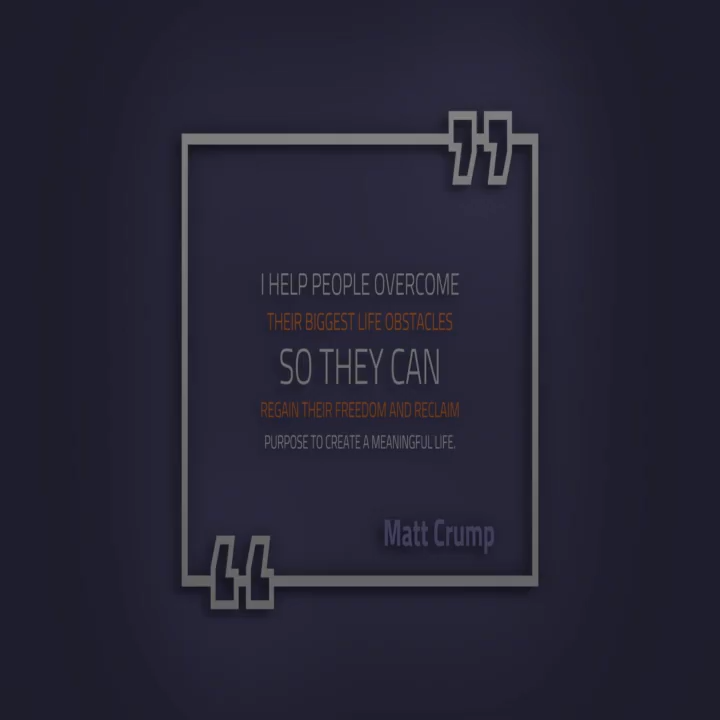 I HELP PEOPLE OVERCOME
THEIR BIGGEST LIFE OBSTACLES
SO THEY CAN
REGAIN THEIR FREEDOM AND RECLAIM
PURPOSE TO CREATE A MEANINGFUL LIFE.
Matt Crump